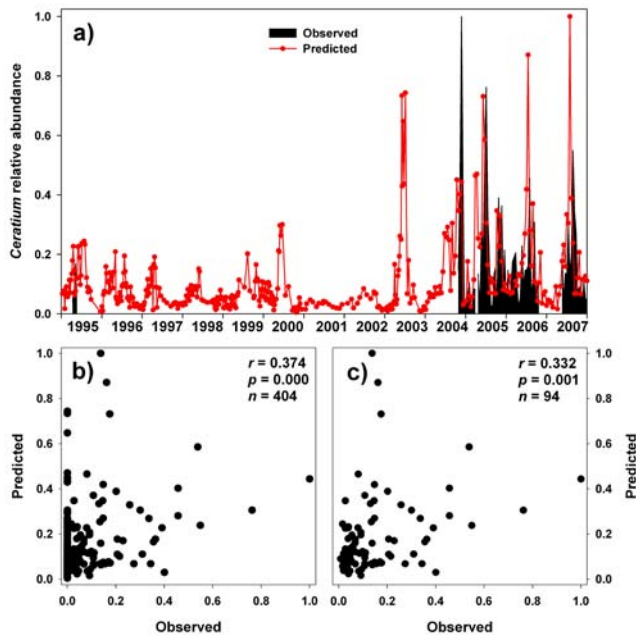 a)
Observed
Predicted
Ceratium relative abundance
1.0
0.8
0.6
0.4
0.2
0.0
1995 1996 1997 1998 1999 2000 2001 2002 2003 2004 2005 2006 2007
b)
r = 0.374
p = 0.000
n = 404
Predicted
1.0
0.8
0.6
0.4
0.2
0.0
0.0 0.2 0.4 0.6 0.8 1.0
Observed
c)
r = 0.332
p = 0.001
n = 94
1.0
0.8
0.6
0.4
0.2
0.0
Predicted
0.0 0.2 0.4 0.6 0.8 1.0
Observed